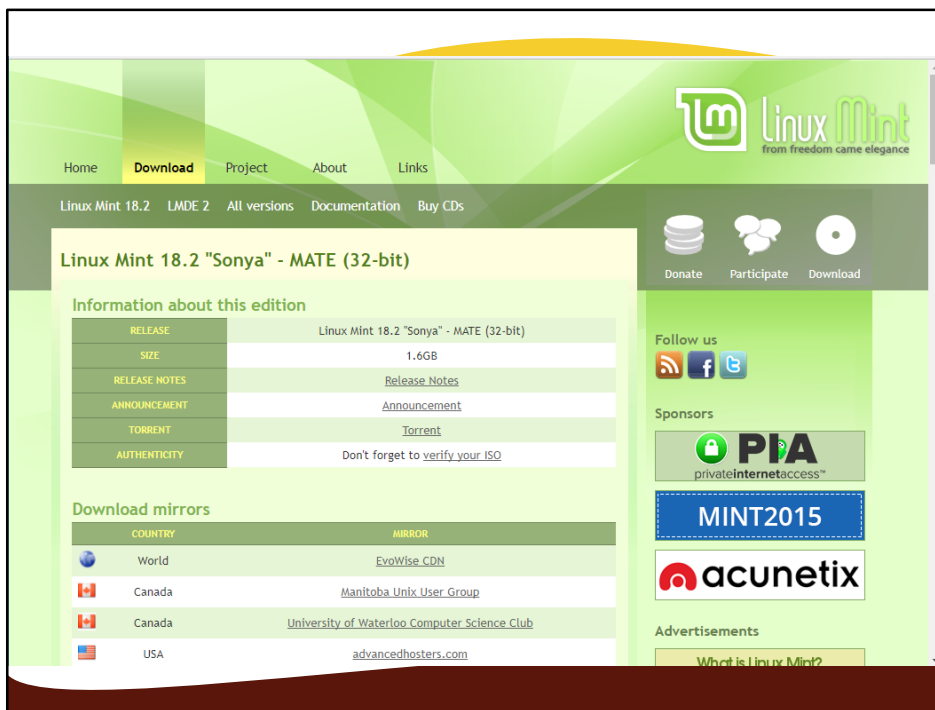 Linux Mint
from freedom came elegance
Home Download Project About Links
Linux Mint 18.2 LMDE 2 All versions Documentation Buy CDs
Donate Participate Download
Linux Mint 18.2 "Sonya" - MATE (32-bit)
Information about this edition
RELEASE Linux Mint 18.2 "Sonya" - MATE (32-bit)
SIZE 1.6GB
RELEASE NOTES Release Notes
ANNOUNCEMENT Announcement
TORRENT Torrent
AUTHENTICITY Don't forget to verify your ISO
Download mirrors
COUNTRY MIRROR
World EvoWise CDN
Canada Manitoba Unix User Group
Canada University of Waterloo Computer Science Club
USA advancedhosters.com
Follow us
Sponsors
PIA
privateinternetaccess™
MINT2015
acunetix
Advertisements
What is Linux Mint?